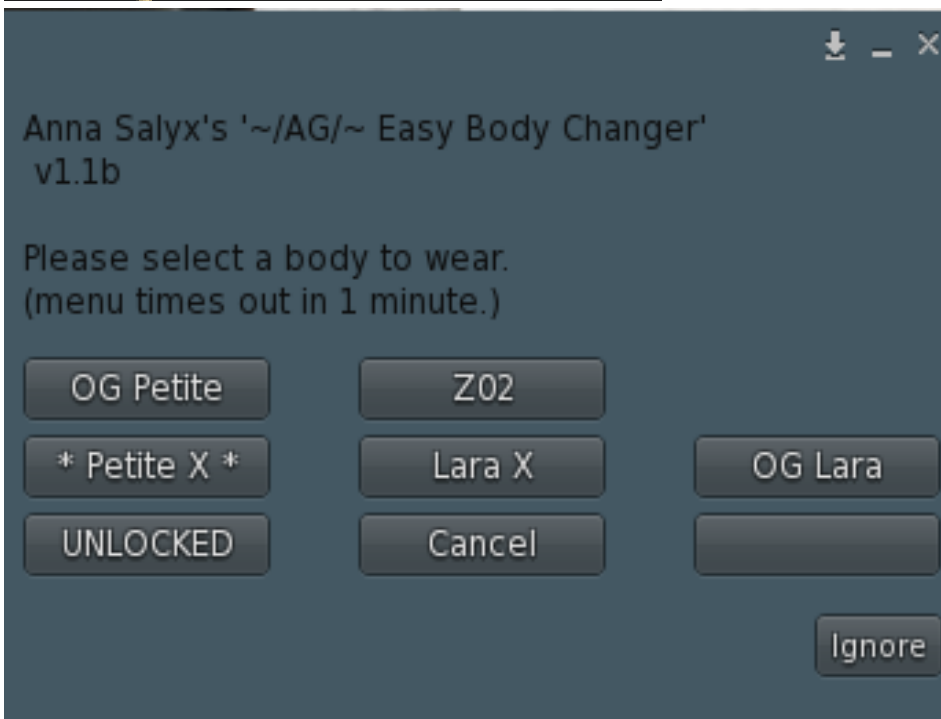 Anna Salyx's '~/AG/~ Easy Body Changer'
v1.1b
Please select a body to wear.
(menu times out in 1 minute.)
OG Petite
Z02
* Petite X *
Lara X
OG Lara
UNLOCKED
Cancel
Ignore